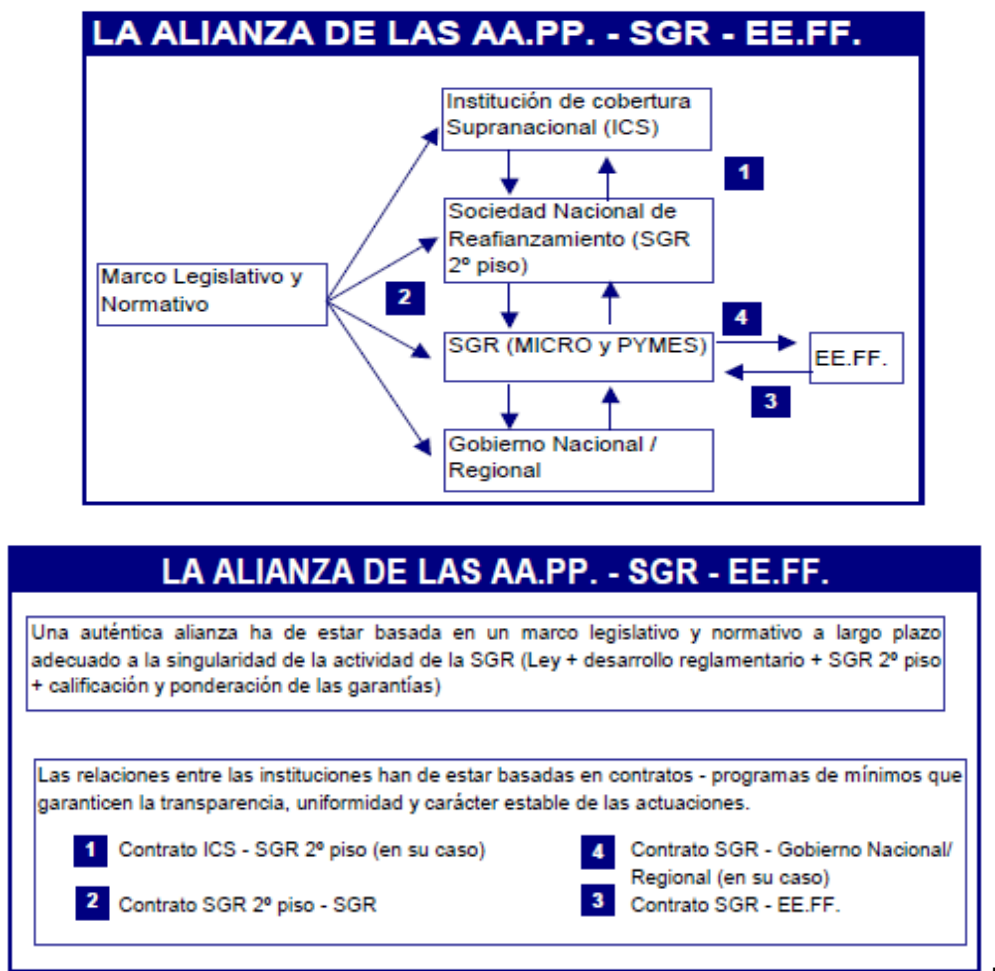 LA ALIANZA DE LAS AA.PP. - SGR - EE.FF.
Institución de cobertura
Supranacional (ICS)
1
Sociedad Nacional de
Reafianzamiento (SGR
2º piso)
Marco Legislativo y
Normativo
2
4
SGR (MICRO y PYMES)
EE.FF.
3
Gobierno Nacional /
Regional
LA ALIANZA DE LAS AA.PP. - SGR - EE.FF.
Una auténtica alianza ha de estar basada en un marco legislativo y normativo a largo plazo
adecuado a la singularidad de la actividad de la SGR (Ley + desarrollo reglamentario + SGR 2º piso
+ calificación y ponderación de las garantías)
Las relaciones entre las instituciones han de estar basadas en contratos - programas de mínimos que
garanticen la transparencia, uniformidad y carácter estable de las actuaciones.
1 Contrato ICS - SGR 2º piso (en su caso)
2 Contrato SGR 2º piso - SGR
4 Contrato SGR - Gobierno Nacional/
Regional (en su caso)
3 Contrato SGR - EE.FF.